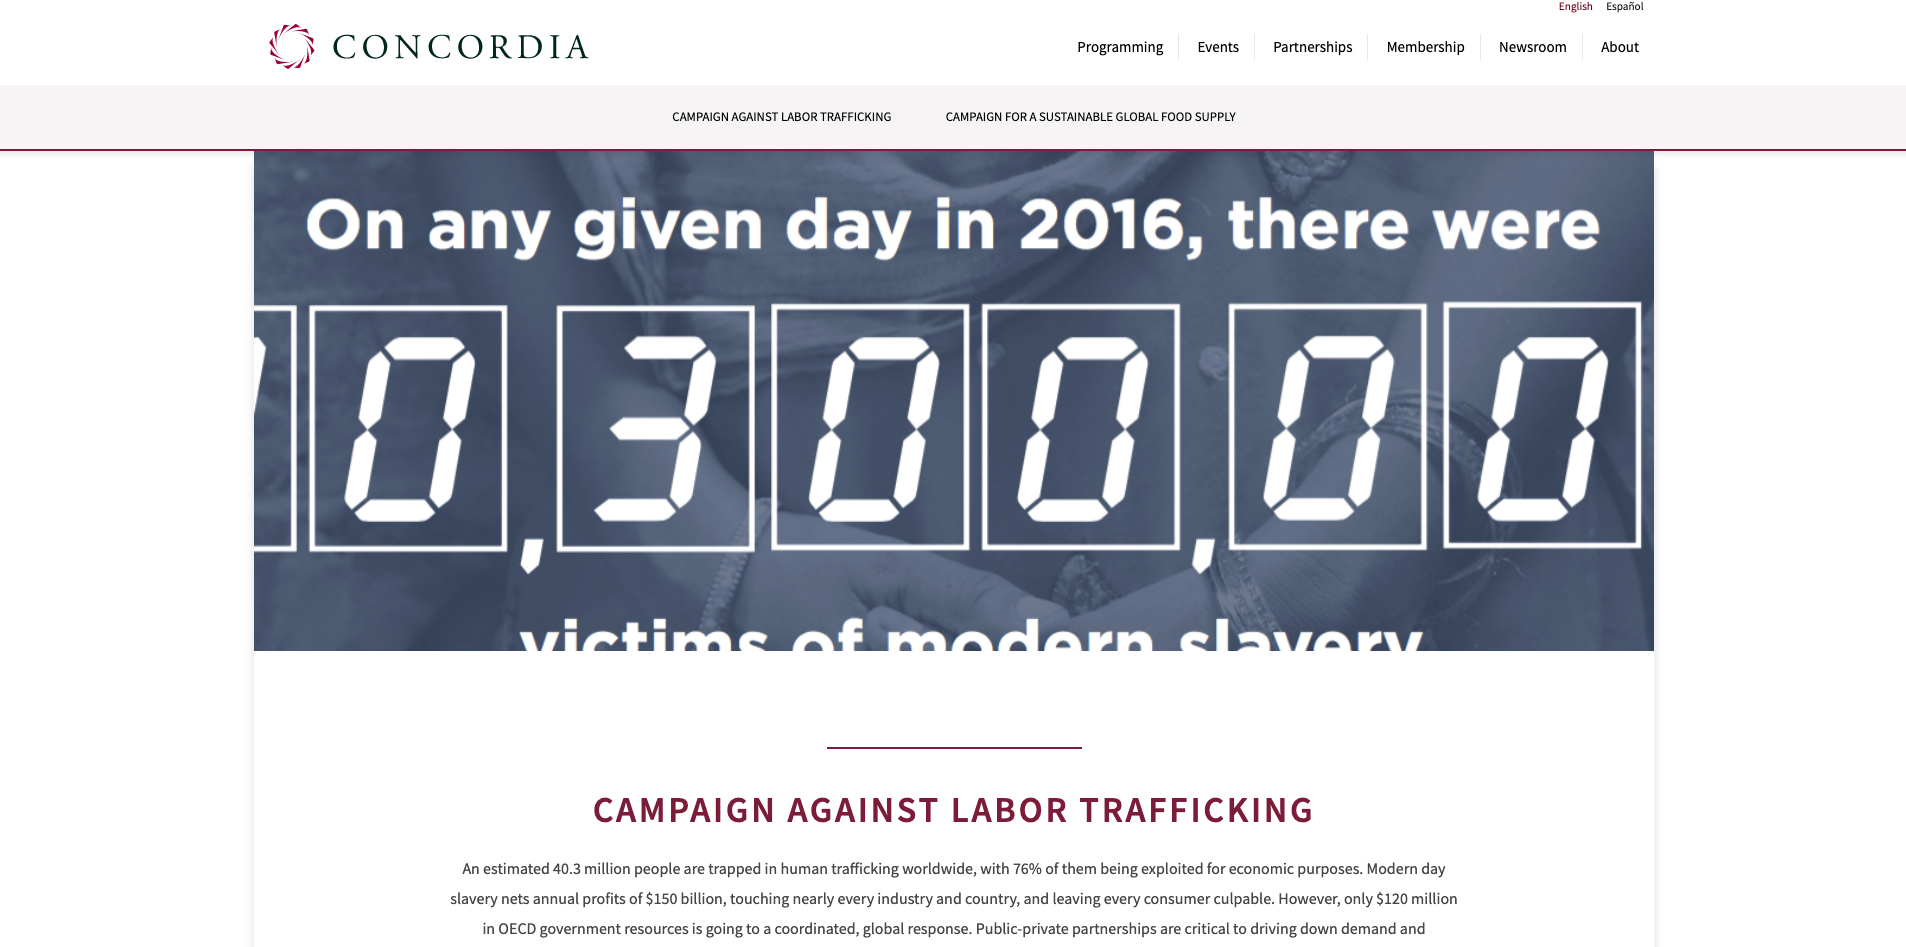 English Español
CONCORDIA
Programming Events Partnerships Membership Newsroom About
CAMPAIGN AGAINST LABOR TRAFFICKING CAMPAIGN FOR A SUSTAINABLE GLOBAL FOOD SUPPLY
On any given day in 2016, there were
0,300,00
victims of modern slavery
CAMPAIGN AGAINST LABOR TRAFFICKING
An estimated 40.3 million people are trapped in human trafficking worldwide, with 76% of them being exploited for economic purposes. Modern day
slavery nets annual profits of $150 billion, touching nearly every industry and country, and leaving every consumer culpable. However, only $120 million
in OECD government resources is going to a coordinated, global response. Public-private partnerships are critical to driving down demand and